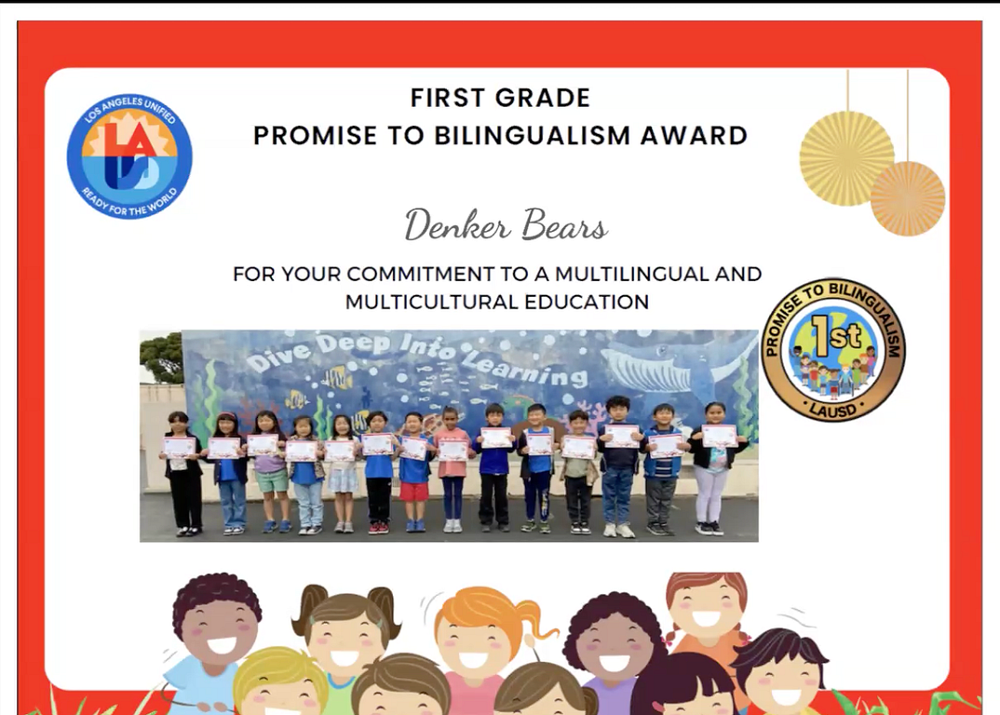 FIRST GRADE
PROMISE TO BILINGUALISM AWARD
LOS ANGELES UNIFIED
LAUSD
READY FOR THE WORLD
Denker Bears
FOR YOUR COMMITMENT TO A MULTILINGUAL AND
MULTICULTURAL EDUCATION
PROMISE TO BILINGUALISM
1st
• LAUSD •
Dive Deep Into Learning